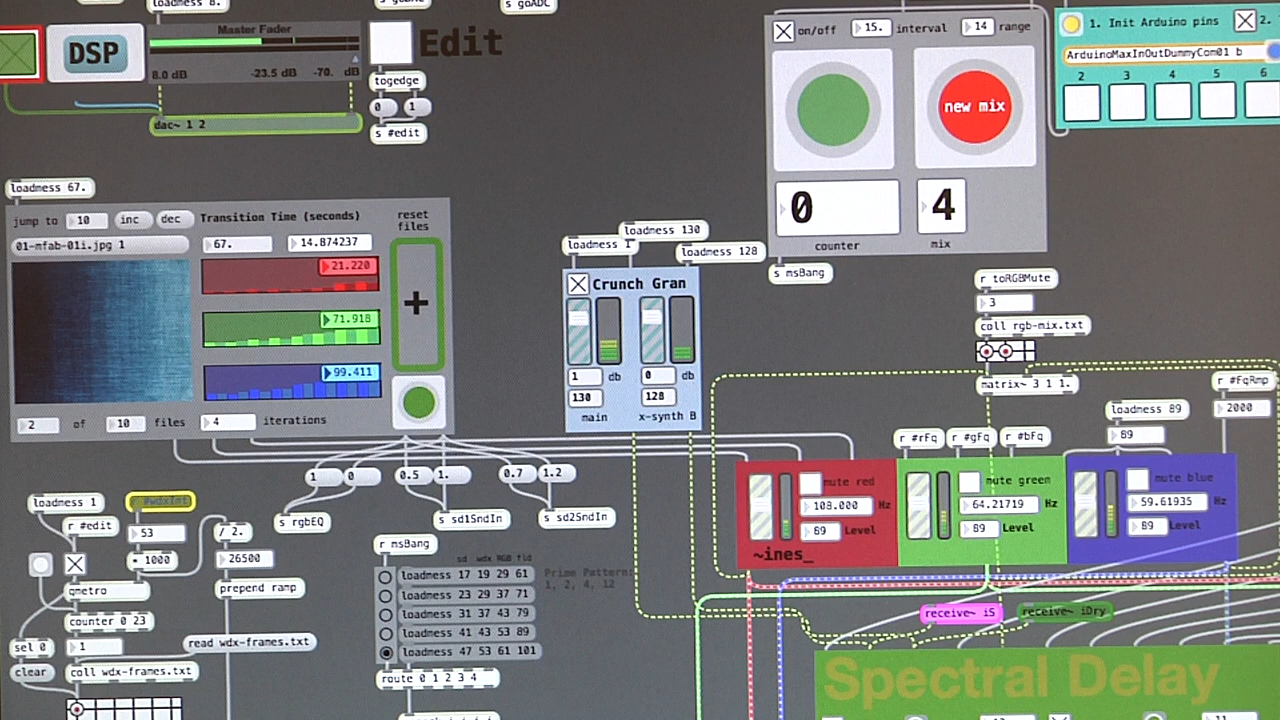 loadness 8.
s goADC
DSP
Master Fader
8.0 dB -23.5 dB -70. dB
dac~ 1 2
Edit
togedge
0 1
s #edit
on/off 15. interval 14 range
new mix
0 4
counter mix
s msBang
1. Init Arduino pins 2.
ArduinoMaxInOutDummyCom01 b
2 3 4 5 6
loadmess 67.
jump to 10 inc dec Transition Time (seconds)
reset files
01-mfab-01i.jpg 1 67. 14.874237
21.220
71.918
99.411
+
2 of 10 files 4 iterations
loadmess 130
loadmess 1
loadmess 128
Crunch Gran
1 db 0 db
130 128
main x-synth B
r toRGBMute
3
coll rgb-mix.txt
matrix~ 3 1 1.
r #FqRmp
2000
loadmess 89
89
r #rFq r #gFq r #bFq
mute red
108.000 Hz
89 Level
~ines_
mute green
64.21719 Hz
89 Level
mute blue
59.61935 Hz
89 Level
1 0 0.5 1. 0.7 1.2
s rgbEQ s sd1SndIn s sd2SndIn
loadmess 1
r #edit
53
* 1000
/ 2.
26500
prepend ramp
qmetro
counter 0 23
sel 0 1
read wdx-frames.txt
clear coll wdx-frames.txt
r msBang
sd wdx RGB fld
loadmess 17 19 29 61
loadmess 23 29 37 71
loadmess 31 37 43 79
loadmess 41 43 53 89
loadmess 47 53 61 101
Prime Pattern:
1, 2, 4, 12
route 0 1 2 3 4
receive~ iS receive~ iDry
Spectral Delay